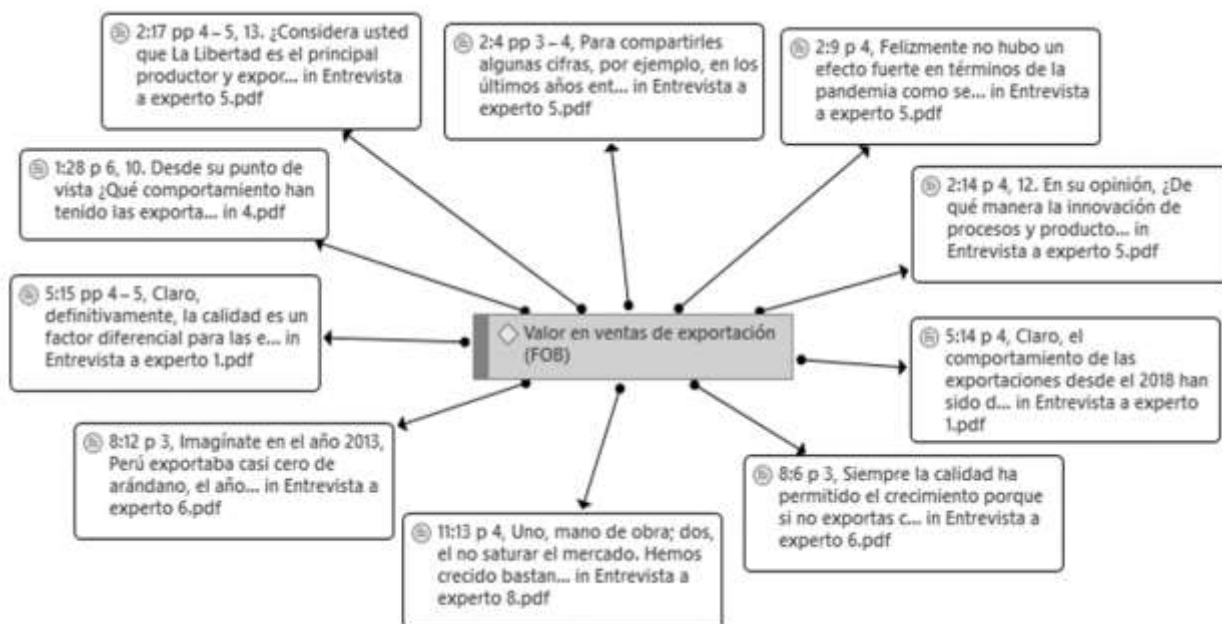 2:17 pp 4 – 5, 13. ¿Considera usted
que La Libertad es el principal
productor y expor... in Entrevista
a experto 5.pdf
2:4 pp 3 – 4, Para compartirles
algunas cifras, por ejemplo, en los
últimos años ent... in Entrevista a
experto 5.pdf
2:9 p 4, Felizmente no hubo un
efecto fuerte en términos de la
pandemia como se... in Entrevista
a experto 5.pdf
1:28 p 6, 10. Desde su punto de
vista ¿Qué comportamiento han
tenido las exporta... in 4.pdf
2:14 p 4, 12. En su opinión, ¿De
qué manera la innovación de
procesos y producto... in
Entrevista a experto 5.pdf
5:15 pp 4 – 5, Claro,
definitivamente, la calidad es un
factor diferencial para las e... in
Entrevista a experto 1.pdf
Valor en ventas de exportación
(FOB)
5:14 p 4, Claro, el
comportamiento de las
exportaciones desde el 2018 han
sido d... in Entrevista a experto
1.pdf
8:12 p 3, Imagínate en el año 2013,
Perú exportaba casi cero de
arándano, el año... in Entrevista a
experto 6.pdf
11:13 p 4, Uno, mano de obra; dos,
el no saturar el mercado. Hemos
crecido bastan... in Entrevista a
experto 8.pdf
8:6 p 3, Siempre la calidad ha
permitido el crecimiento porque
si no exportas c... in Entrevista a
experto 6.pdf